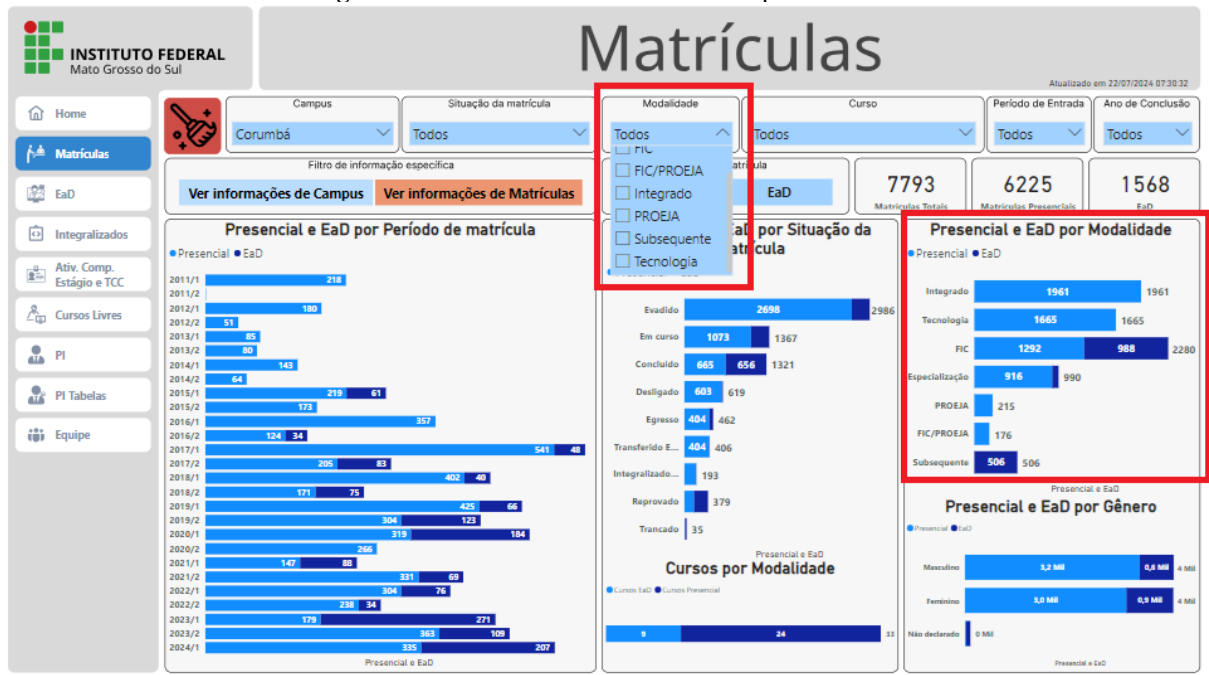 INSTITUTO FEDERAL
Mato Grosso do Sul
Matrículas
Atualizado em 22/07/2024 07:30:32
Home
Matrículas
EaD
Integralizados
Ativ. Comp.
Estágio e TCC
Cursos Livres
PI
PI Tabelas
Equipe
Campus
Corumbá
Situação da matrícula
Todos
Modalidade
Todos
FIC
FIC/PROEJA
Integrado
PROEJA
Subsequente
Tecnologia
Curso
Todos
Período de Entrada
Todos
Ano de Conclusão
Todos
Filtro de informação específica
Ver informações de Campus
Ver informações de Matrículas
EaD
7793
Matrículas Totais
6225
Matrículas Presenciais
1568
EaD
Presencial e EaD por Período de matrícula
Presencial EaD
2011/1 218
2011/2
2012/1 180
2012/2 51
2013/1 85
2013/2 80
2014/1 143
2014/2 64
2015/1 219 61
2015/2 173
2016/1 357
2016/2 124 34
2017/1 541 48
2017/2 205 83
2018/1 402 40
2018/2 171 75
2019/1 425 66
2019/2 304 123
2020/1 319 184
2020/2 266
2021/1 147 88
2021/2 331 69
2022/1 304 76
2022/2 238 34
2023/1 179 271
2023/2 363 109
2024/1 335 207
Presencial e EaD
por Situação da
Evadido 2698 2986
Em curso 1073 1367
Concluído 665 656 1321
Desligado 603 619
Egresso 404 462
Transferido E... 404 406
Integralizado... 193
Reprovado 379
Trancado 35
Presencial e EaD
Cursos por Modalidade
Cursos EaD Cursos Presencial
9 24 33
Presencial e EaD por Modalidade
Presencial EaD
Integrado 1961 1961
Tecnologia 1665 1665
FIC 1292 988 2280
Especialização 916 990
PROEJA 215
FIC/PROEJA 176
Subsequente 506 506
Presencial e EaD
Presencial e EaD por Gênero
Presencial EaD
Masculino 3,2 Mil 0,6 Mil 4 Mil
Feminino 3,0 Mil 0,9 Mil 4 Mil
Não declarado 0 Mil
Presencial e EaD